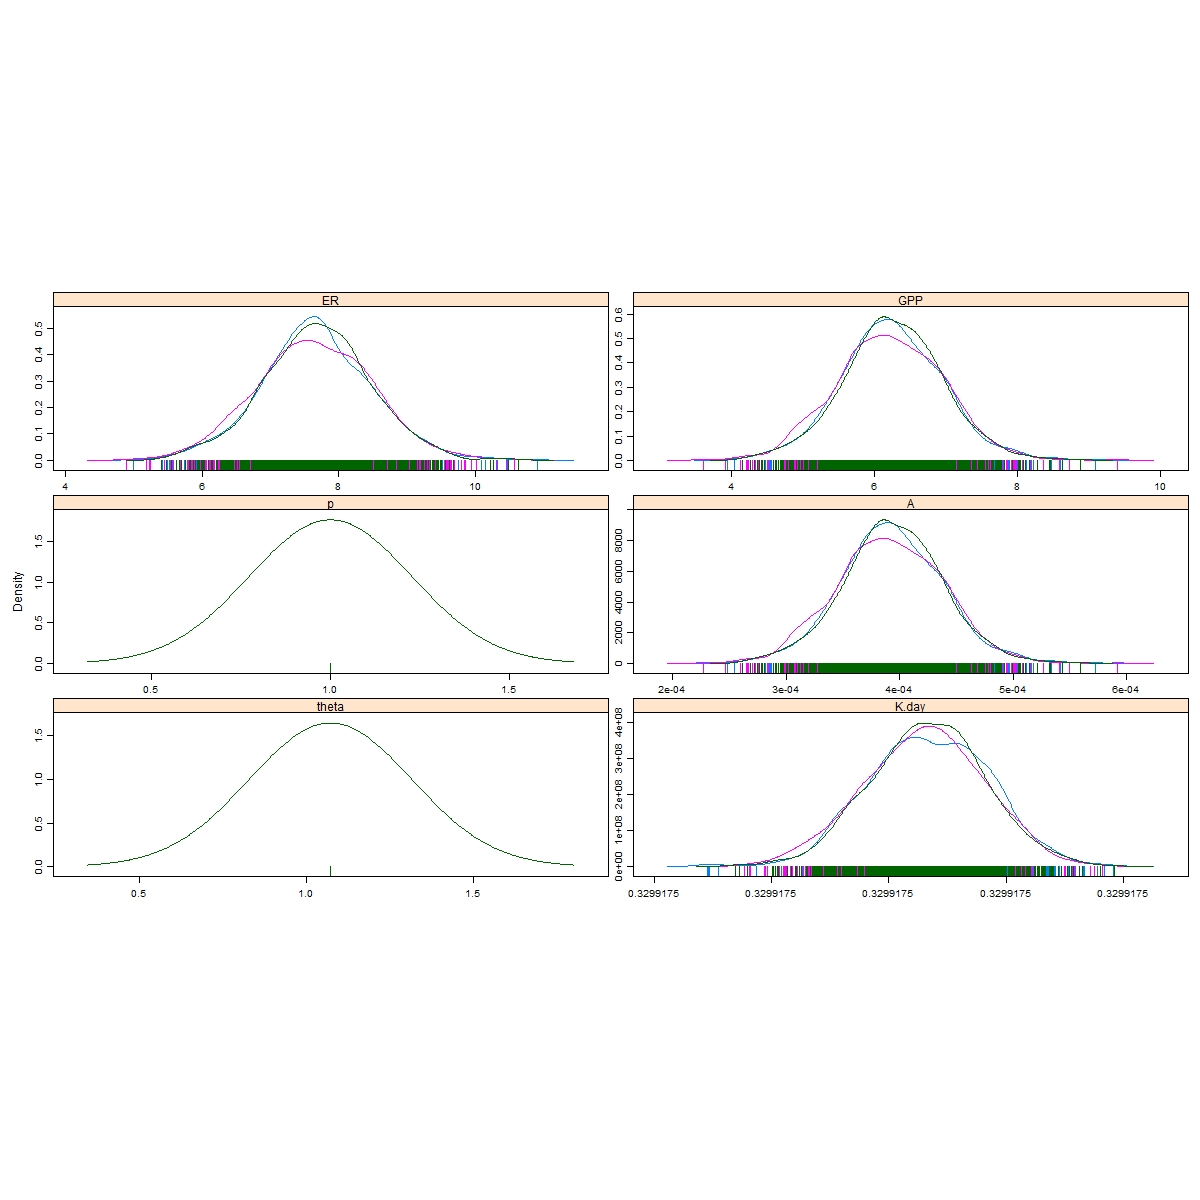 ER
0.0 0.1 0.2 0.3 0.4 0.5
4 6 8 10
GPP
0.0 0.1 0.2 0.3 0.4 0.5 0.6
4 6 8 10
Density
p
0.0 0.5 1.0 1.5
0.5 1.0 1.5
A
0 2000 4000 6000 8000
2e-04 3e-04 4e-04 5e-04 6e-04
theta
0.0 0.5 1.0 1.5
0.5 1.0 1.5
K.day
0e+00 1e+08 2e+08 3e+08 4e+08
0.3299175 0.3299175 0.3299175 0.3299175 0.3299175